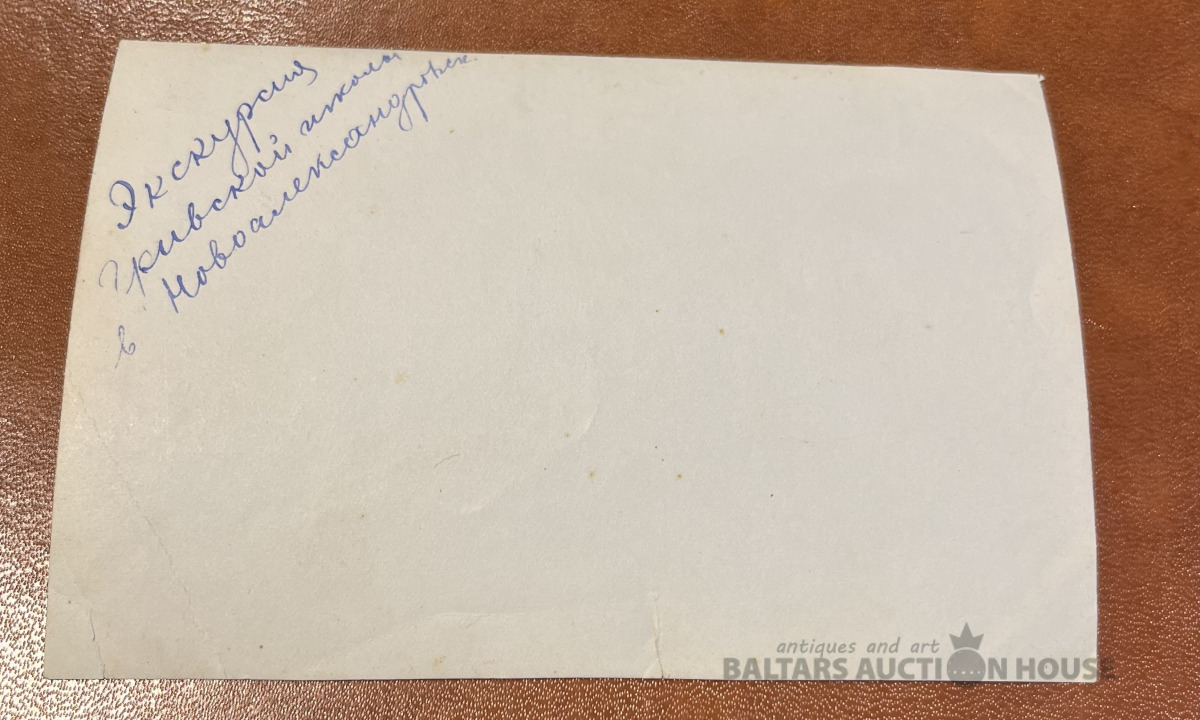 Экскурсия
Гривской школы
в Новоалександровск
antiques and art
BALTARS AUCTION HOUSE